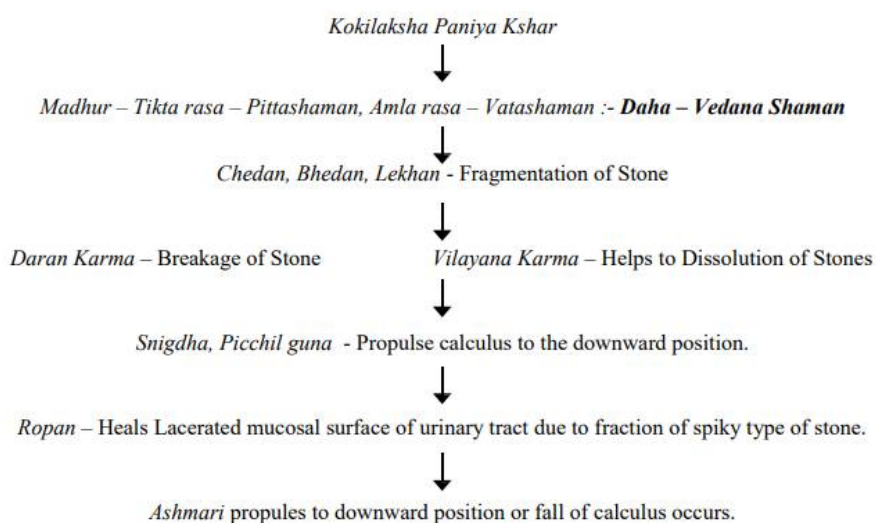 Kokilaksha Paniya Kshar
Madhur – Tikta rasa – Pittashaman, Amla rasa – Vatashaman :- Daha – Vedana Shaman
Chedan, Bhedan, Lekhan - Fragmentation of Stone
Daran Karma – Breakage of Stone Vilayana Karma – Helps to Dissolution of Stones
Snigdha, Picchil guna - Propulse calculus to the downward position.
Ropan – Heals Lacerated mucosal surface of urinary tract due to fraction of spiky type of stone.
Ashmari propules to downward position or fall of calculus occurs.